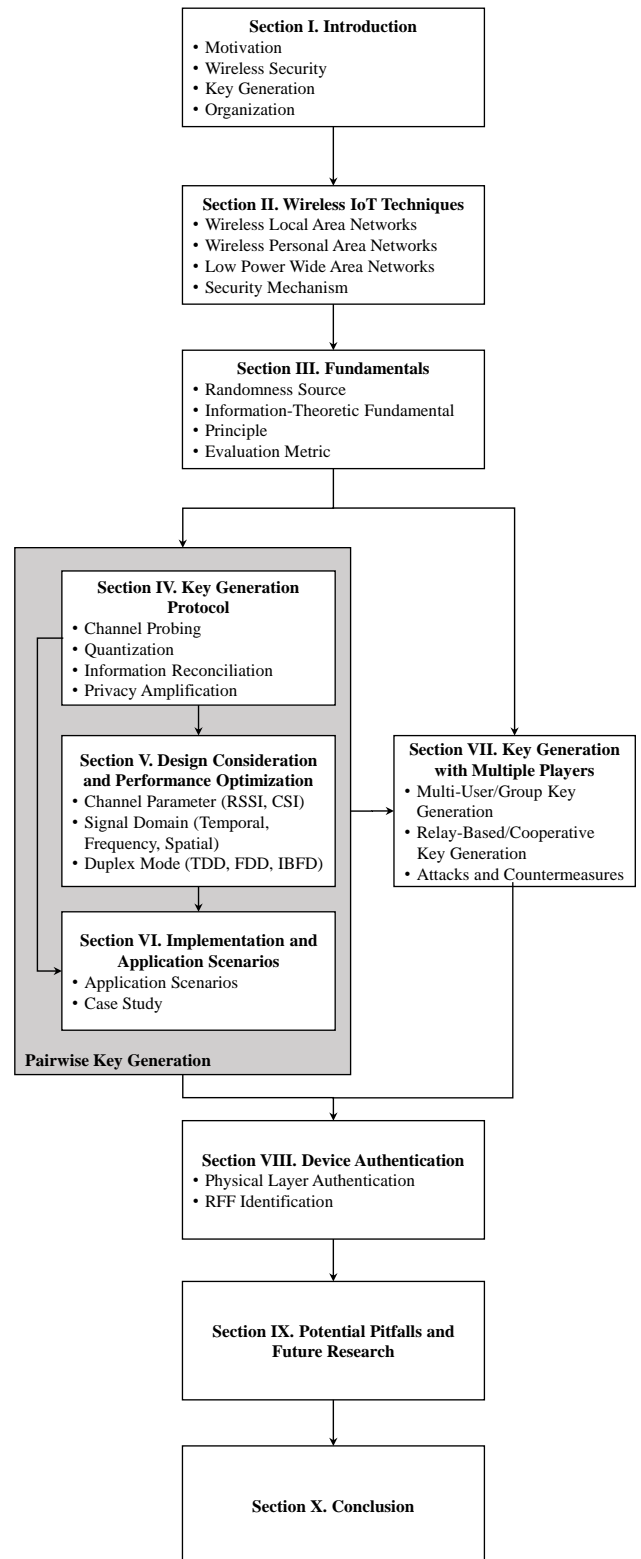 Section I. Introduction
• Motivation
• Wireless Security
• Key Generation
• Organization
Section II. Wireless IoT Techniques
• Wireless Local Area Networks
• Wireless Personal Area Networks
• Low Power Wide Area Networks
• Security Mechanism
Section III. Fundamentals
• Randomness Source
• Information-Theoretic Fundamental
• Principle
• Evaluation Metric
Section IV. Key Generation
Protocol
• Channel Probing
• Quantization
• Information Reconciliation
• Privacy Amplification
Section V. Design Consideration
and Performance Optimization
• Channel Parameter (RSSI, CSI)
• Signal Domain (Temporal,
Frequency, Spatial)
• Duplex Mode (TDD, FDD, IBFD)
Section VI. Implementation and
Application Scenarios
• Application Scenarios
• Case Study
Pairwise Key Generation
Section VII. Key Generation
with Multiple Players
• Multi-User/Group Key
Generation
• Relay-Based/Cooperative
Key Generation
• Attacks and Countermeasures
Section VIII. Device Authentication
• Physical Layer Authentication
• RFF Identification
Section IX. Potential Pitfalls and
Future Research
Section X. Conclusion